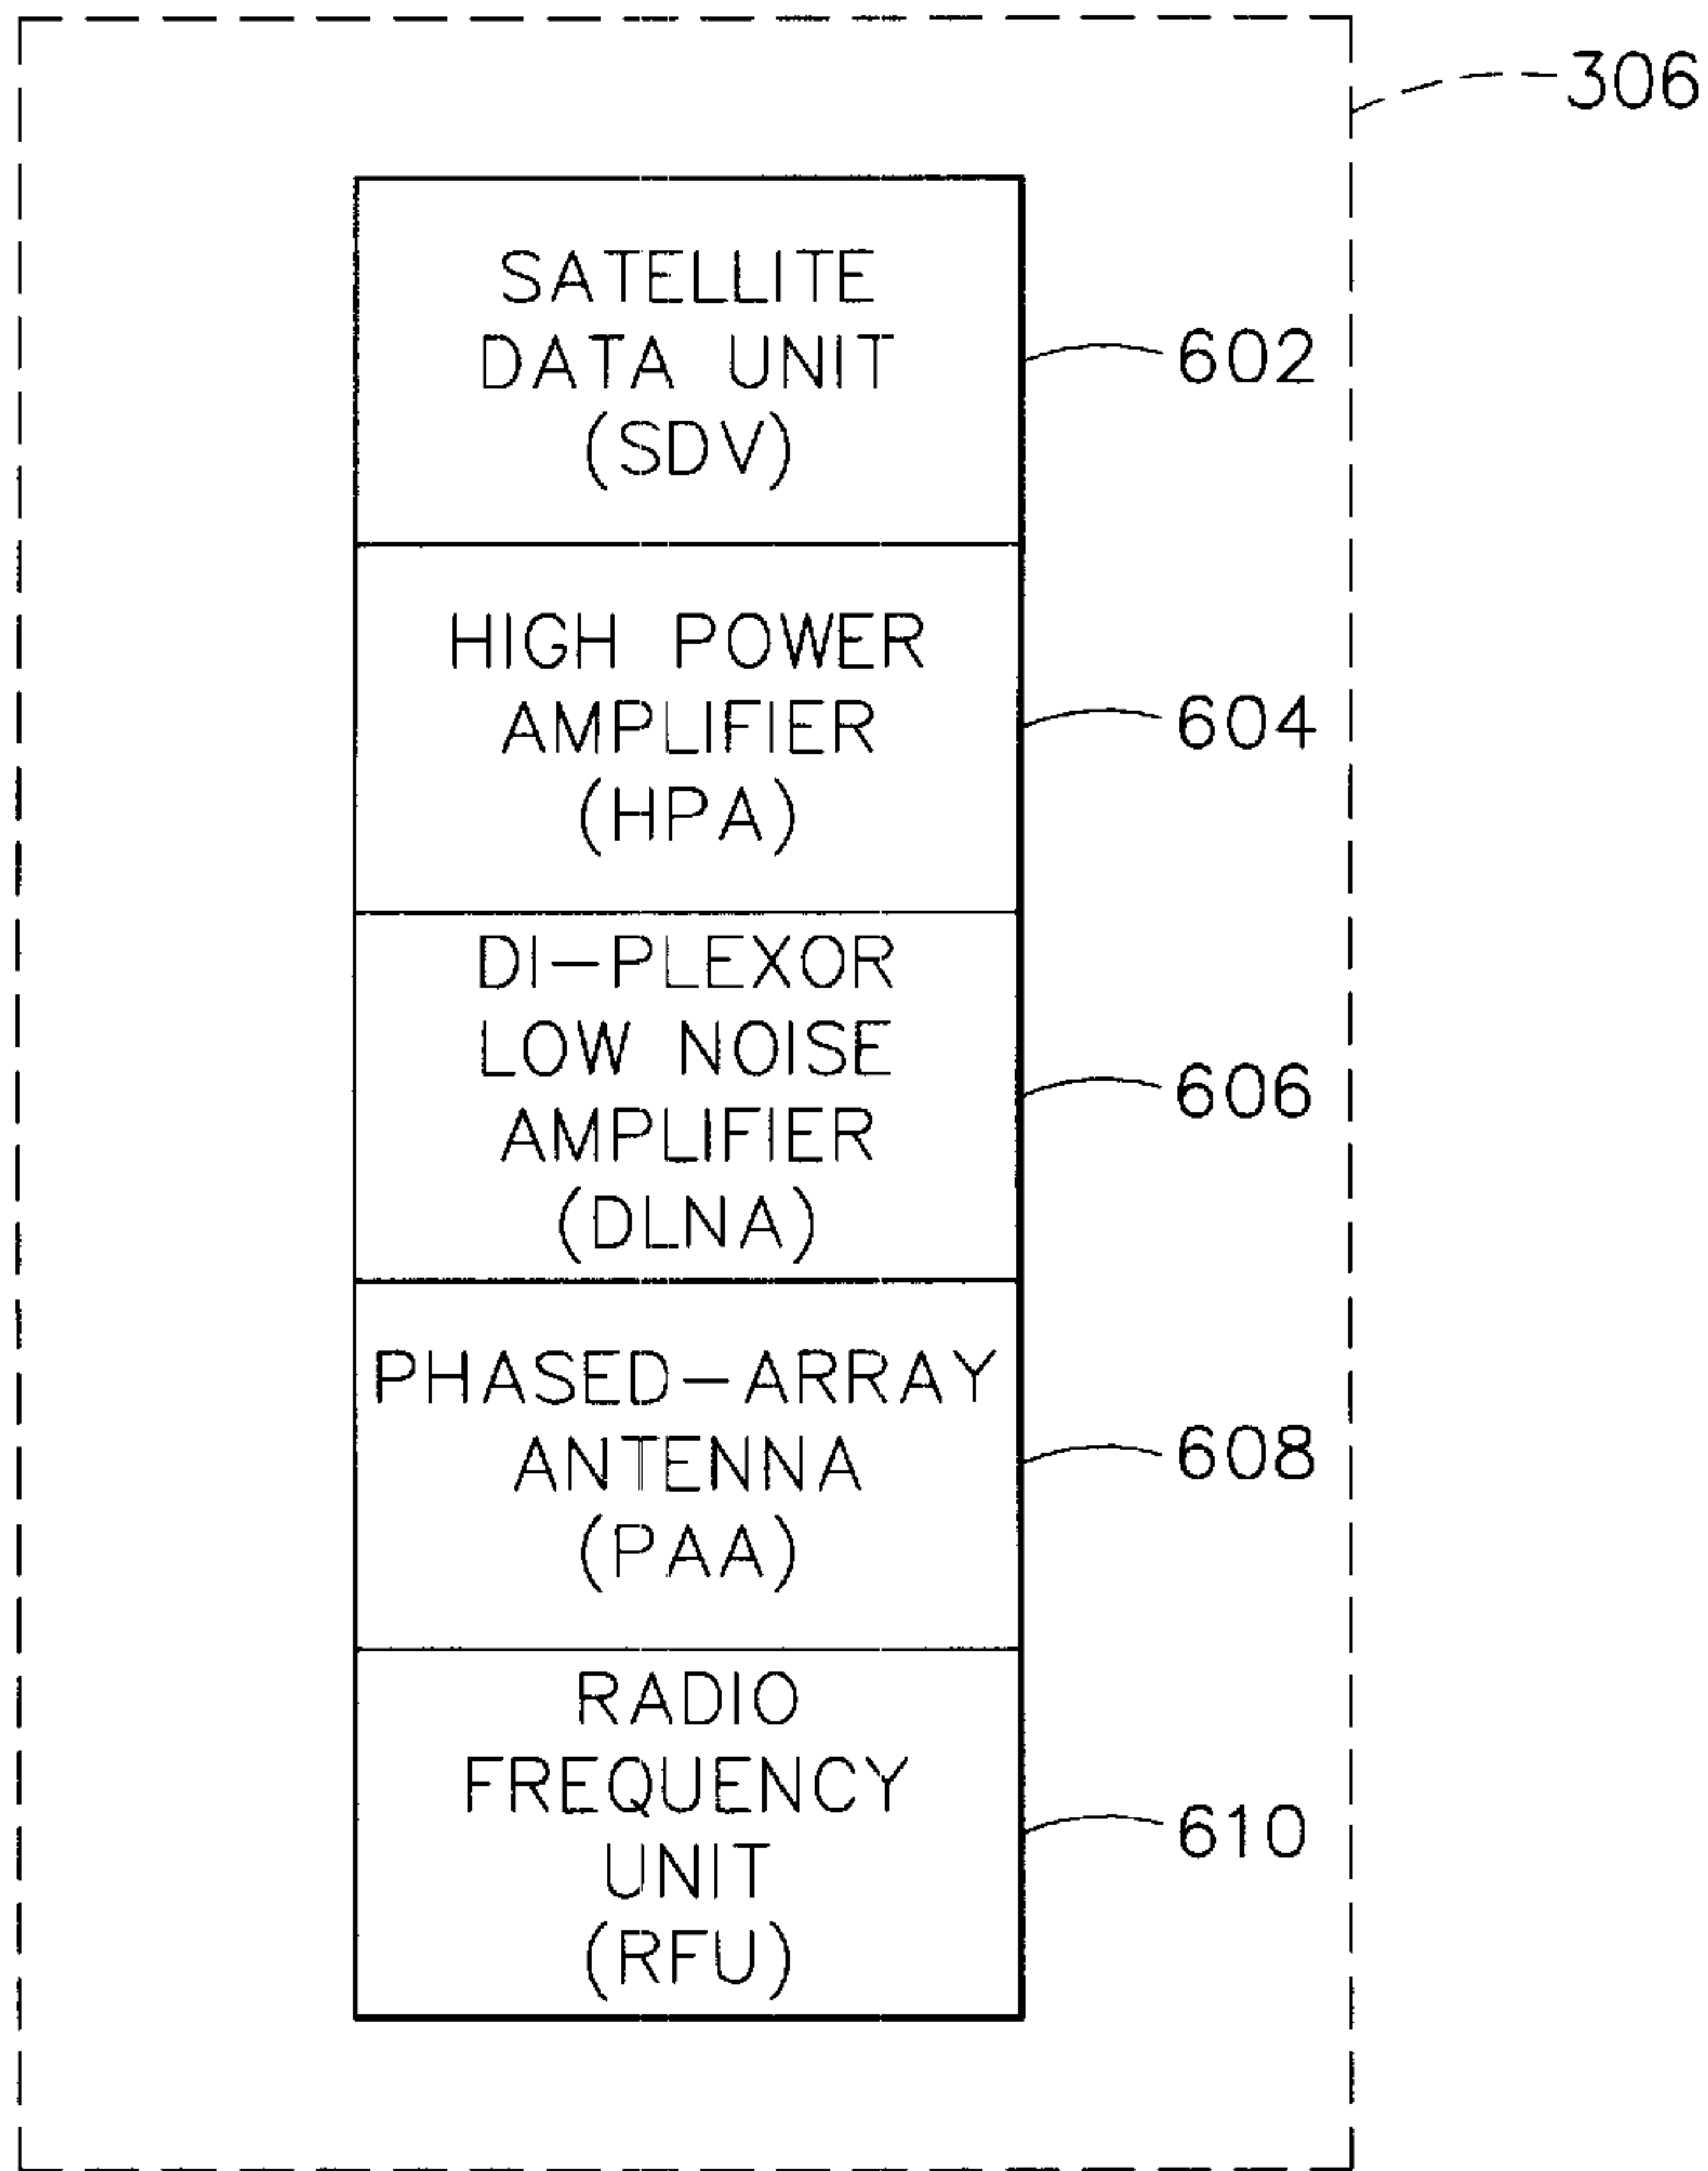 306
SATELLITE
DATA UNIT
(SDV)
602
HIGH POWER
AMPLIFIER
(HPA)
604
DI-PLEXOR
LOW NOISE
AMPLIFIER
(DLNA)
606
PHASED-ARRAY
ANTENNA
(PAA)
608
RADIO
FREQUENCY
UNIT
(RFU)
610